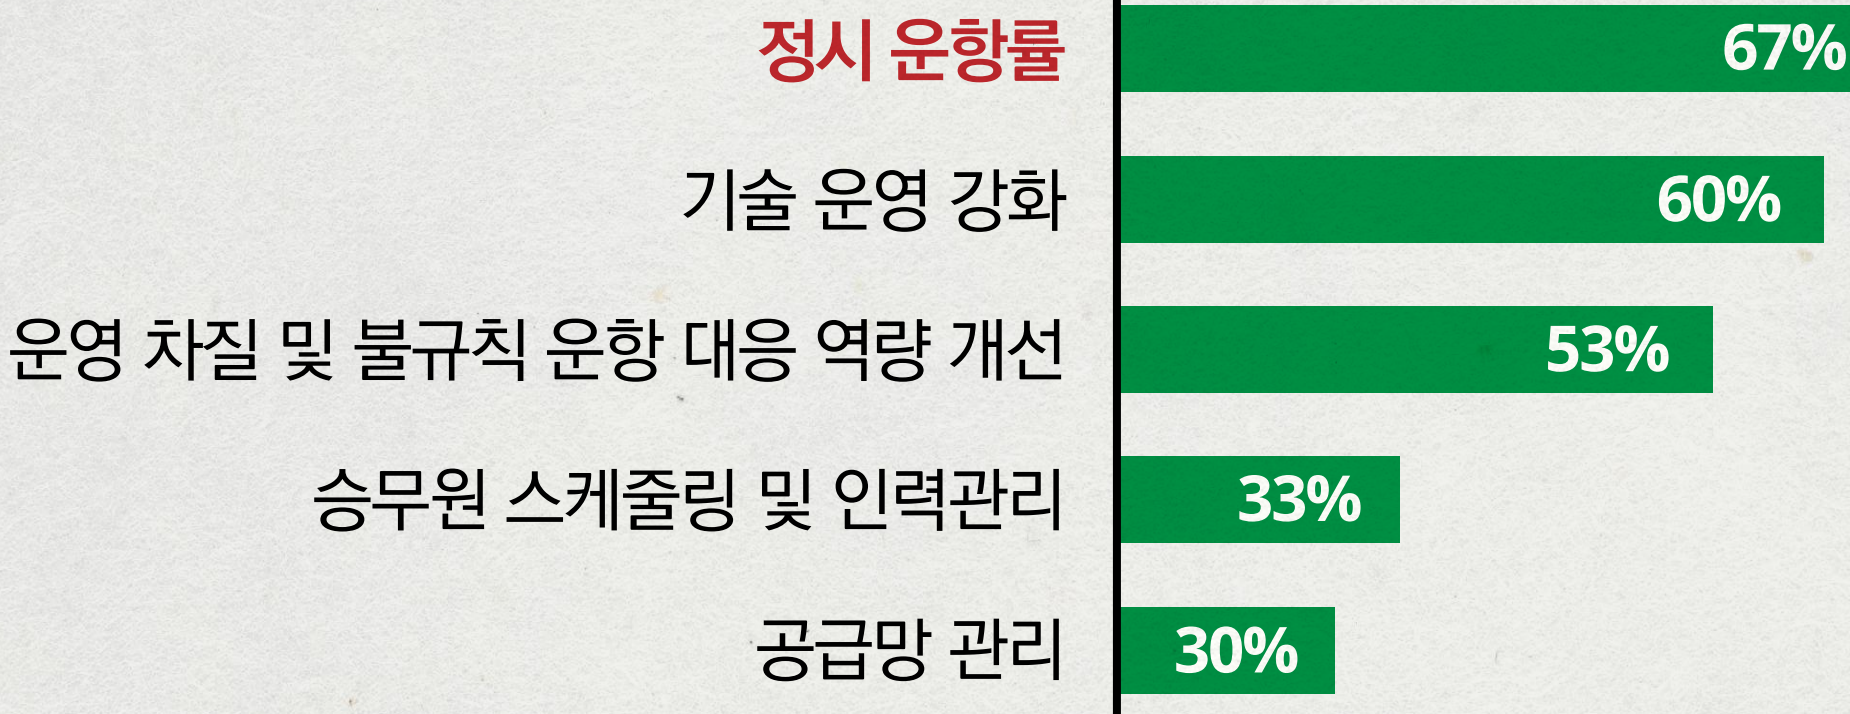 정시 운항률 67%
기술 운영 강화 60%
운영 차질 및 불규칙 운항 대응 역량 개선 53%
승무원 스케줄링 및 인력관리 33%
공급망 관리 30%